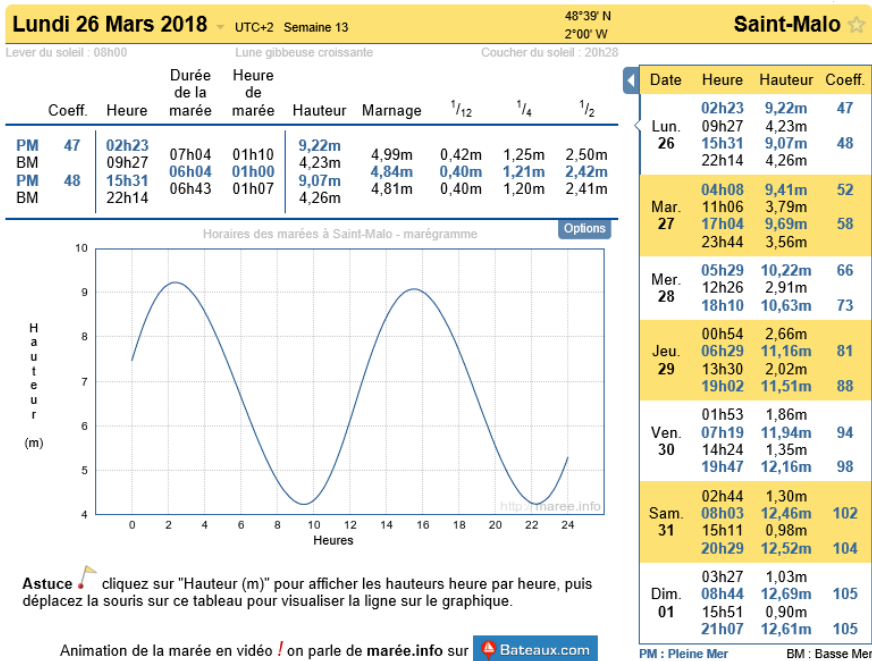 Lundi 26 Mars 2018 UTC+2 Semaine 13 48°39' N 2°00' W Saint-Malo
Lever du soleil : 08h00 Lune gibbeuse croissante Coucher du soleil : 20h28
Coeff. Heure Durée de la marée Heure de marée Hauteur Marnage 1/12 1/4 1/2
PM 47 02h23 9,22m
BM 09h27 07h04 01h10 4,23m 4,99m 0,42m 1,25m 2,50m
PM 48 15h31 06h04 01h00 9,07m 4,84m 0,40m 1,21m 2,42m
BM 22h14 06h43 01h07 4,26m 4,81m 0,40m 1,20m 2,41m
Options
Horaires des marées à Saint-Malo - marégramme
10
9
8
7
6
5
4
Hauteur
(m)
0 2 4 6 8 10 12 14 16 18 20 22 24
Heures
http://maree.info
Astuce cliquez sur "Hauteur (m)" pour afficher les hauteurs heure par heure, puis
déplacez la souris sur ce tableau pour visualiser la ligne sur le graphique.
Animation de la marée en vidéo ! on parle de marée.info sur Bateaux.com
Date Heure Hauteur Coeff.
Lun. 26
02h23 9,22m 47
09h27 4,23m
15h31 9,07m 48
22h14 4,26m
Mar. 27
04h08 9,41m 52
11h06 3,79m
17h04 9,69m 58
23h44 3,56m
Mer. 28
05h29 10,22m 66
12h26 2,91m
18h10 10,63m 73
Jeu. 29
00h54 2,66m
06h29 11,16m 81
13h30 2,02m
19h02 11,51m 88
Ven. 30
01h53 1,86m
07h19 11,94m 94
14h24 1,35m
19h47 12,16m 98
Sam. 31
02h44 1,30m
08h03 12,46m 102
15h11 0,98m
20h29 12,52m 104
Dim. 01
03h27 1,03m
08h44 12,69m 105
15h51 0,90m
21h07 12,61m 105
PM : Pleine Mer BM : Basse Mer